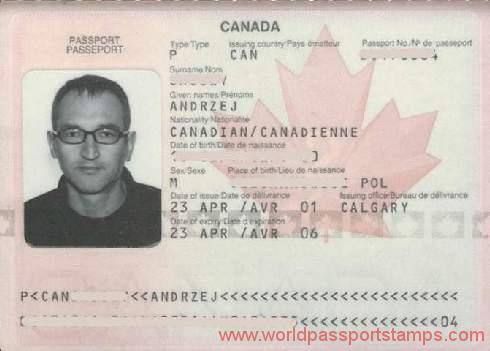 CANADA
PASSPORT
PASSEPORT
Type/Type Issuing country/Pays émetteur Passport No./Nº de passeport
P CAN
Surname/Nom
Given names/Prénoms
ANDRZEJ
Nationality/Nationalité
CANADIAN/CANADIENNE
Date of birth/Date de naissance
Sex/Sexe Place of birth/Lieu de naissance
M POL
Date of issue/Date de délivrance Issuing office/Bureau de délivrance
23 APR /AVR 01 CALGARY
Date of expiry/Date d'expiration
23 APR /AVR 06
P<CAN <<ANDRZEJ<<<<<<<<<<<<<<<<<<<<<<<<
<<<<<<<<<<<<<<04
www.worldpassportstamps.com